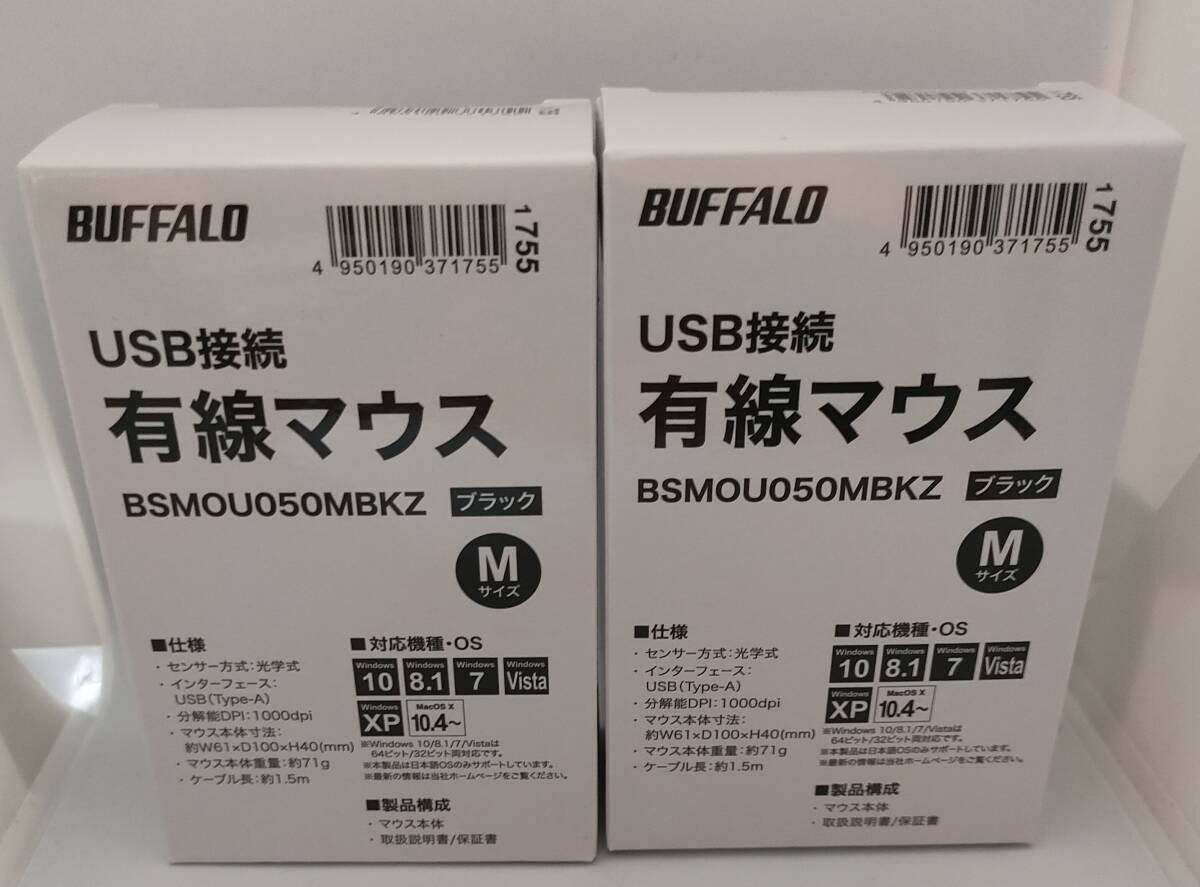 BUFFALO
4 950190 371755
1755
USB接続
有線マウス
BSMOU050MBKZ ブラック
M
サイズ
■仕様
・センサー方式:光学式
・インターフェース:
USB(Type-A)
・分解能DPI:1000dpi
・マウス本体寸法:
約W61×D100×H40(mm)
・マウス本体重量:約71g
・ケーブル長:約1.5m
■対応機種・OS
Windows 10 Windows 8.1 Windows 7 Windows Vista
Windows XP MacOS X 10.4~
※Windows 10/8.1/7/Vistaは
64ビット/32ビット両対応です。
※本製品は日本語OSのみサポートしています。
※最新の情報は当社ホームページをご覧ください。
■製品構成
・マウス本体
・取扱説明書/保証書
BUFFALO
4 950190 371755
1755
USB接続
有線マウス
BSMOU050MBKZ ブラック
M
サイズ
■仕様
・センサー方式:光学式
・インターフェース:
USB(Type-A)
・分解能DPI:1000dpi
・マウス本体寸法:
約W61×D100×H40(mm)
・マウス本体重量:約71g
・ケーブル長:約1.5m
■対応機種・OS
Windows 10 Windows 8.1 Windows 7 Windows Vista
Windows XP MacOS X 10.4~
※Windows 10/8.1/7/Vistaは
64ビット/32ビット両対応です。
※本製品は日本語OSのみサポートしています。
※最新の情報は当社ホームページをご覧ください。
■製品構成
・マウス本体
・取扱説明書/保証書